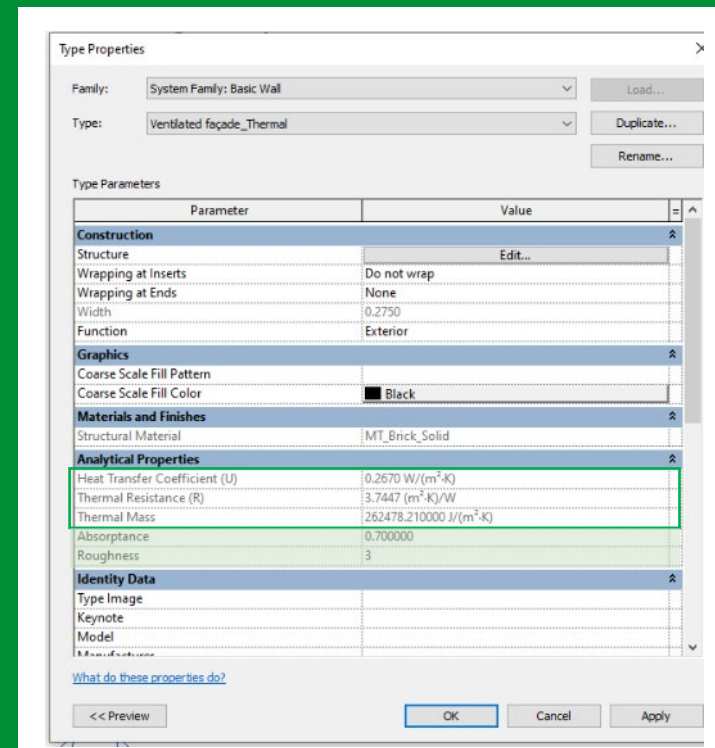 Type Properties
Family: System Family: Basic Wall Load...
Type: Ventilated façade_Thermal Duplicate...
Rename...
Type Parameters
Parameter Value =
Construction
Structure Edit...
Wrapping at Inserts Do not wrap
Wrapping at Ends None
Width 0.2750
Function Exterior
Graphics
Coarse Scale Fill Pattern
Coarse Scale Fill Color Black
Materials and Finishes
Structural Material MT_Brick_Solid
Analytical Properties
Heat Transfer Coefficient (U) 0.2670 W/(m²·K)
Thermal Resistance (R) 3.7447 (m²·K)/W
Thermal Mass 262478.210000 J/(m²·K)
Absorptance 0.700000
Roughness 3
Identity Data
Type Image
Keynote
Model
What do these properties do?
<< Preview OK Cancel Apply